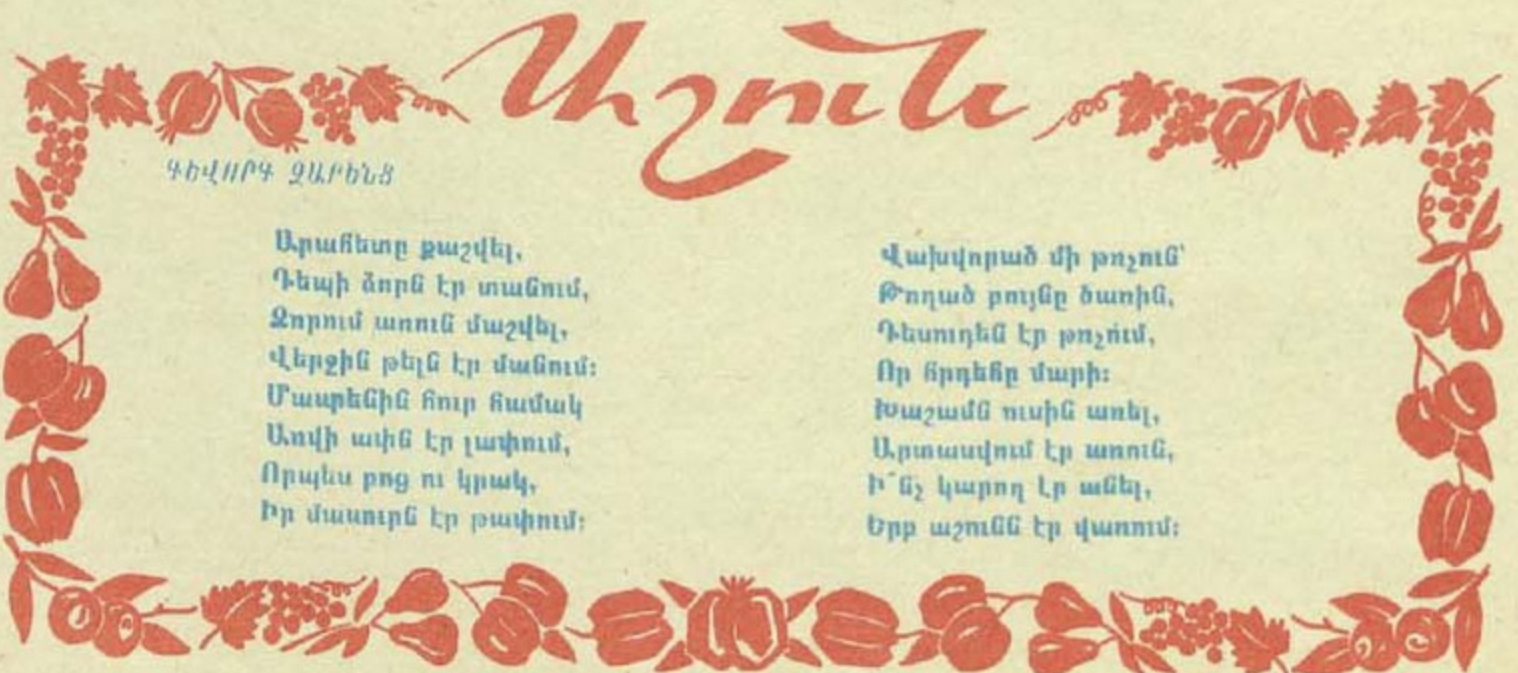 Աշուն
ԳԵՎՈՐԳ ՉԱՐԵՆՑ
Արահետը քաշվել,
Դեպի ձորն էր տանում,
Ձորում առուն մաշվել,
Վերջին թելն էր մանում:
Մասրենին հուր համակ
Առվի ափն էր լափում,
Որպես բոց ու կրակ,
Իր մասուրն էր թափում:
Վախվորած մի թռչուն՝
Թողած բույնը ծառին,
Դեսուդեն էր թռչում,
Որ հրդեհը մարի:
Խաշամն ուսին առել,
Արտասվում էր առուն,
Ի՞նչ կարող էր անել,
Երբ աշունն էր վառում: